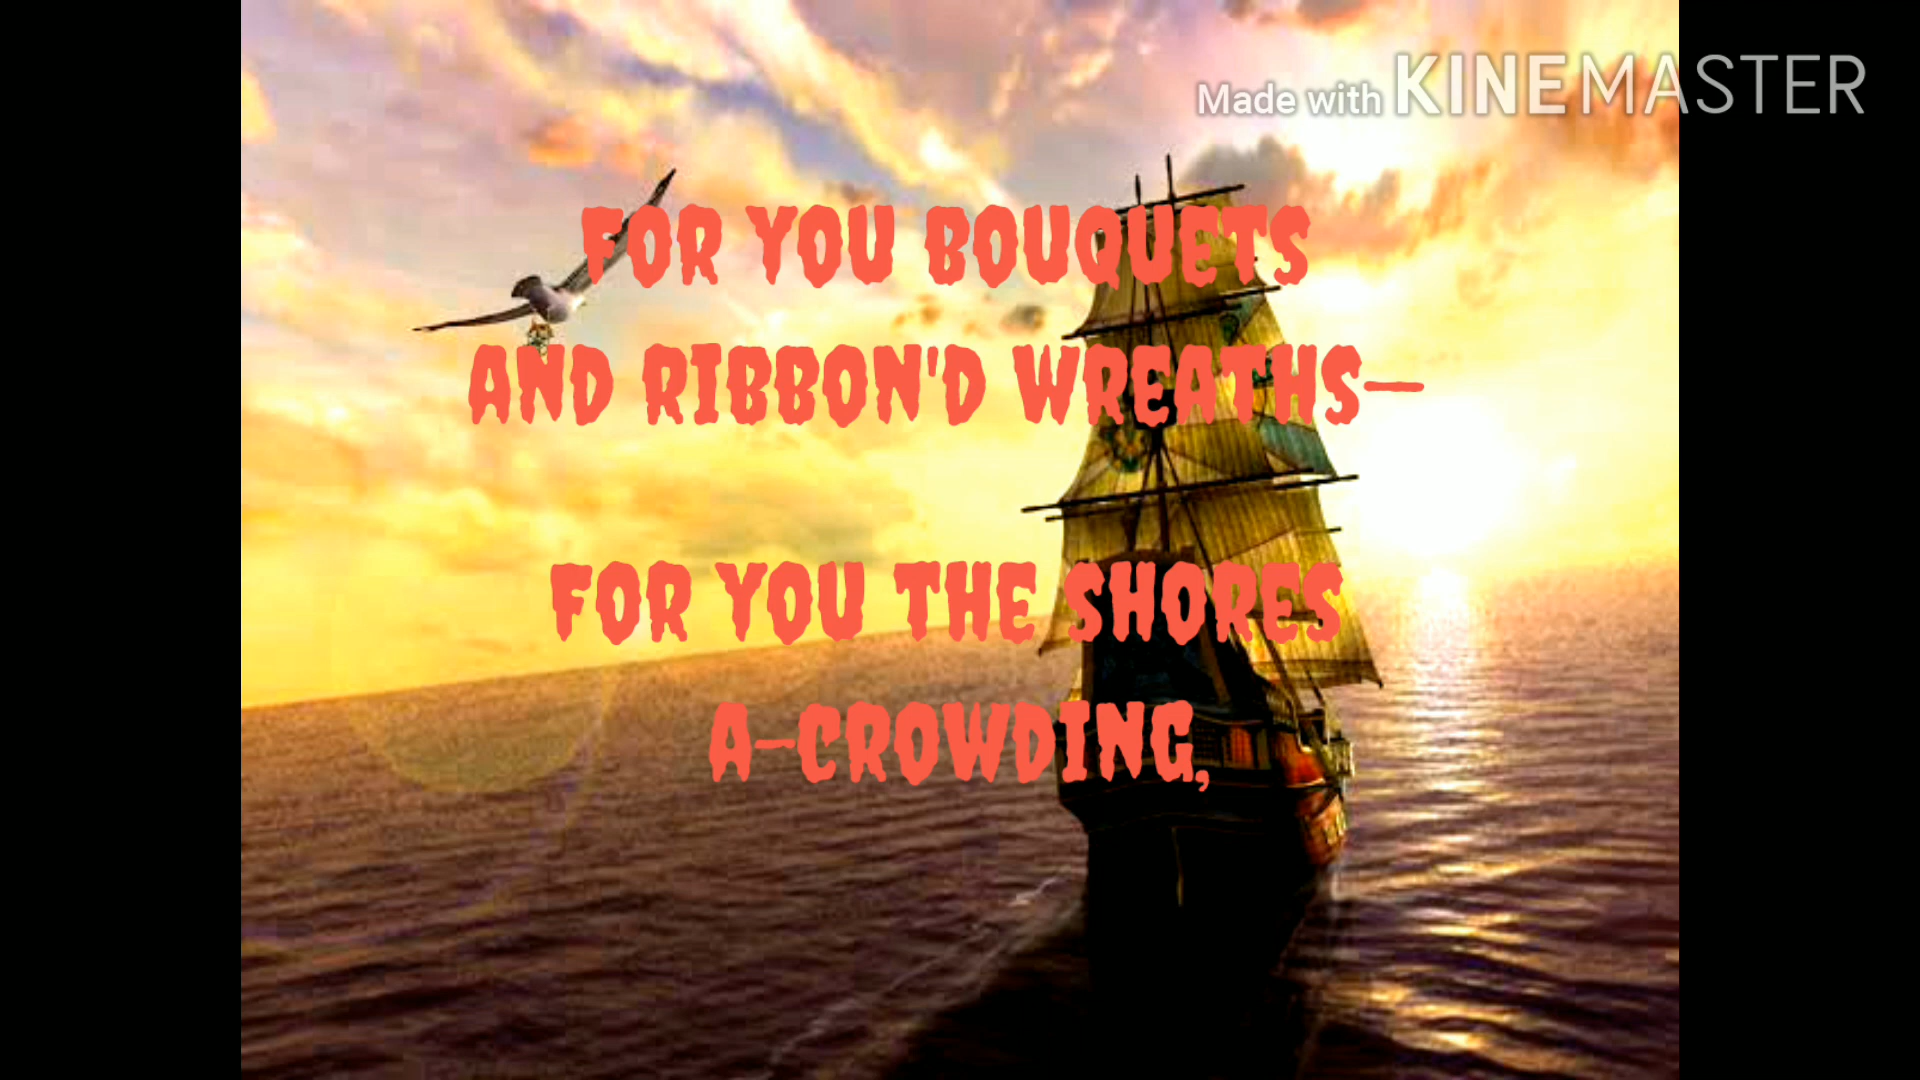 Made with KINEMASTER
FOR YOU BOUQUETS
AND RIBBON'D WREATHS—
FOR YOU THE SHORES
A-CROWDING,